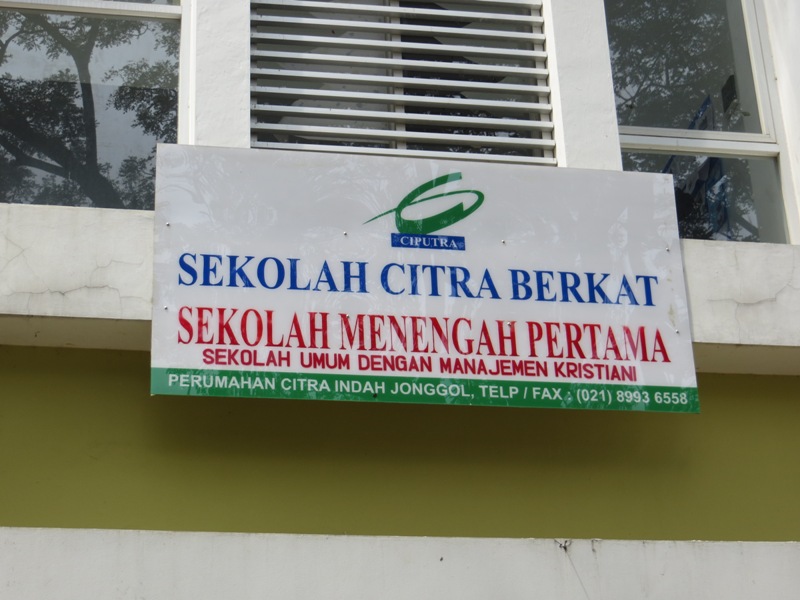 CIPUTRA
SEKOLAH CITRA BERKAT
SEKOLAH MENENGAH PERTAMA
SEKOLAH UMUM DENGAN MANAJEMEN KRISTIANI
PERUMAHAN CITRA INDAH JONGGOL, TELP / FAX : (021) 8993 6558